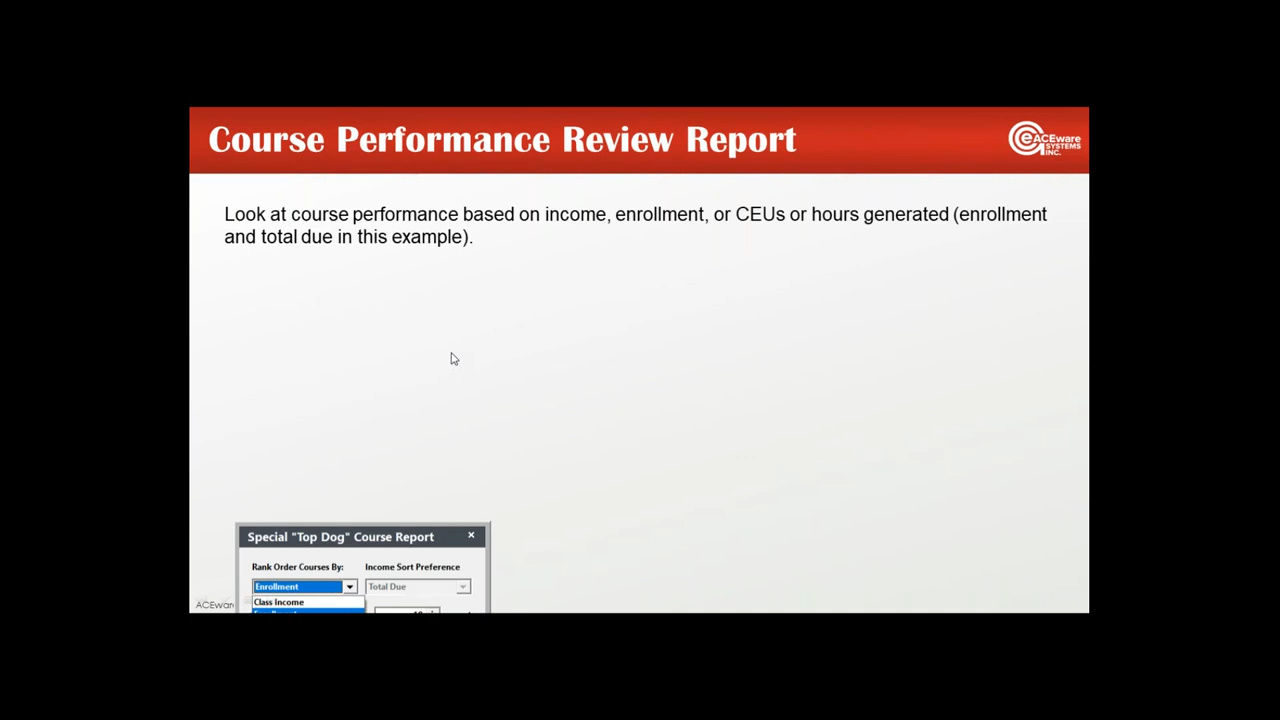 Course Performance Review Report
eACEware
SYSTEMS
INC.
Look at course performance based on income, enrollment, or CEUs or hours generated (enrollment
and total due in this example).
Special "Top Dog" Course Report
Rank Order Courses By: Income Sort Preference
Enrollment Total Due
ACEwar
Class Income